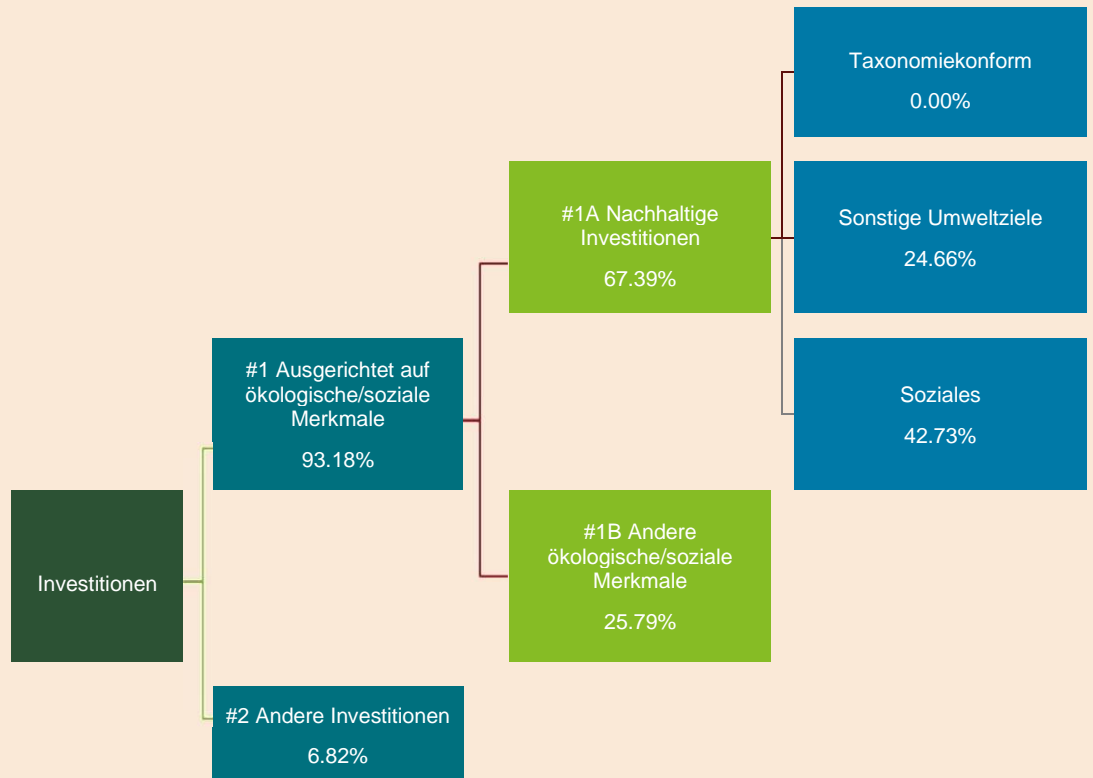 Investitionen
#1 Ausgerichtet auf
ökologische/soziale
Merkmale
93.18%
#2 Andere Investitionen
6.82%
#1A Nachhaltige
Investitionen
67.39%
#1B Andere
ökologische/soziale
Merkmale
25.79%
Taxonomiekonform
0.00%
Sonstige Umweltziele
24.66%
Soziales
42.73%